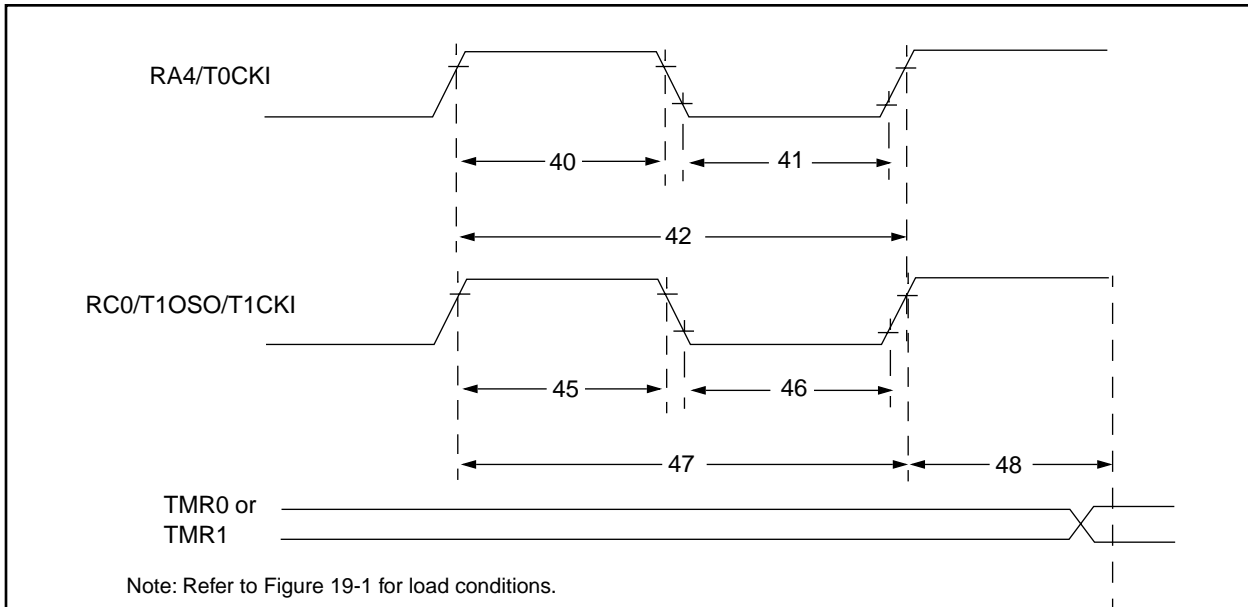 RA4/T0CKI
40
41
42
RC0/T1OSO/T1CKI
45
46
47
48
TMR0 or
TMR1
Note: Refer to Figure 19-1 for load conditions.